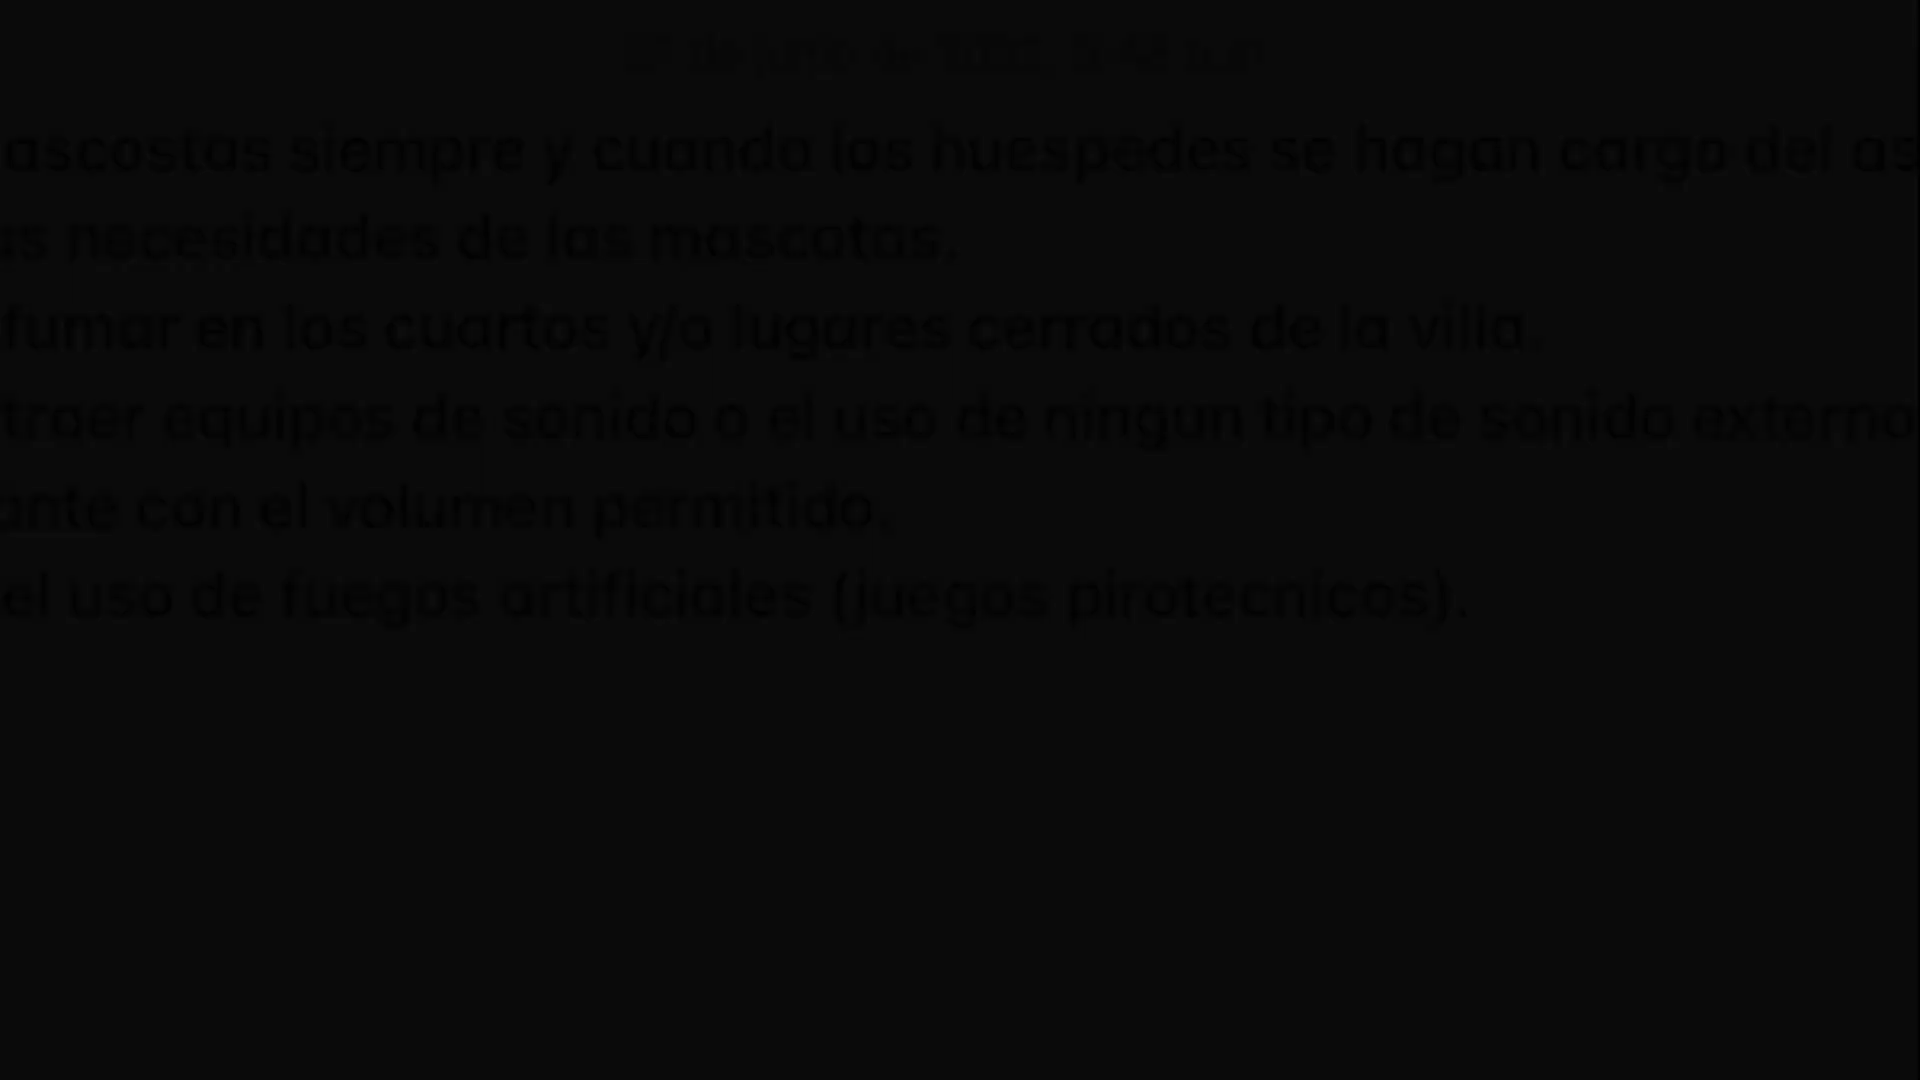 ascostas siempre y cuando los huespedes se hagan cargo del as
us necesidades de las mascotas.
fumar en los cuartos y/o lugares cerrados de la villa.
traer equipos de sonido o el uso de ningun tipo de sonido externo
ante con el volumen permitido.
el uso de fuegos artificiales (juegos pirotecnicos).